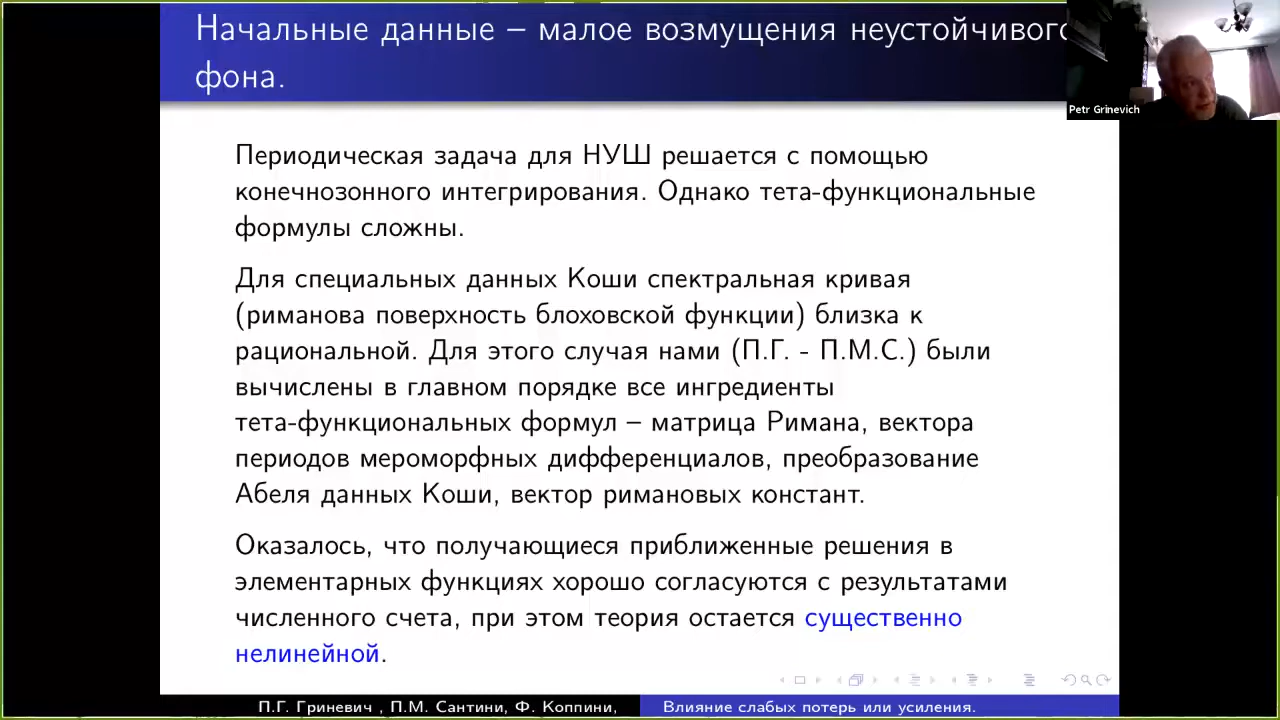 Начальные данные – малое возмущения неустойчивого
фона.
Petr Grinevich
Периодическая задача для НУШ решается с помощью
конечнозонного интегрирования. Однако тета-функциональные
формулы сложны.
Для специальных данных Коши спектральная кривая
(риманова поверхность блоховской функции) близка к
рациональной. Для этого случая нами (П.Г. - П.М.С.) были
вычислены в главном порядке все ингредиенты
тета-функциональных формул – матрица Римана, вектора
периодов мероморфных дифференциалов, преобразование
Абеля данных Коши, вектор римановых констант.
Оказалось, что получающиеся приближенные решения в
элементарных функциях хорошо согласуются с результатами
численного счета, при этом теория остается существенно
нелинейной.
П.Г. Гриневич , П.М. Сантини, Ф. Коппини,
Влияние слабых потерь или усиления.